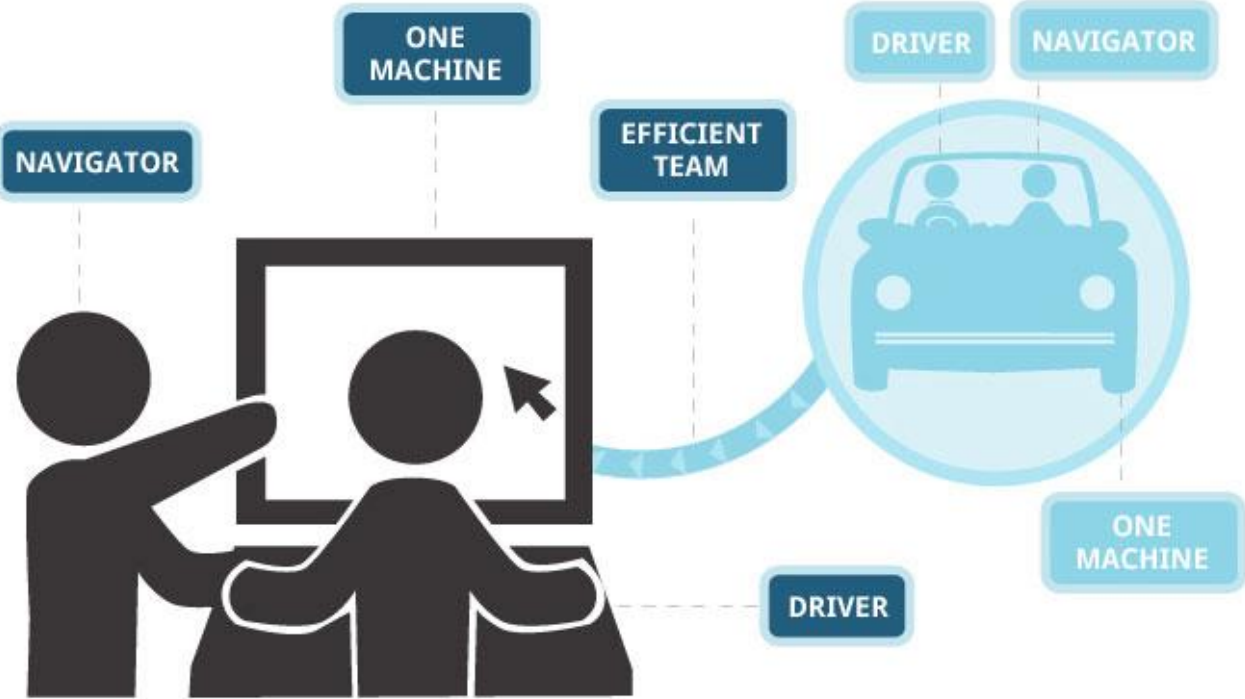 ONE
MACHINE
DRIVER
NAVIGATOR
EFFICIENT
TEAM
NAVIGATOR
ONE
MACHINE
DRIVER